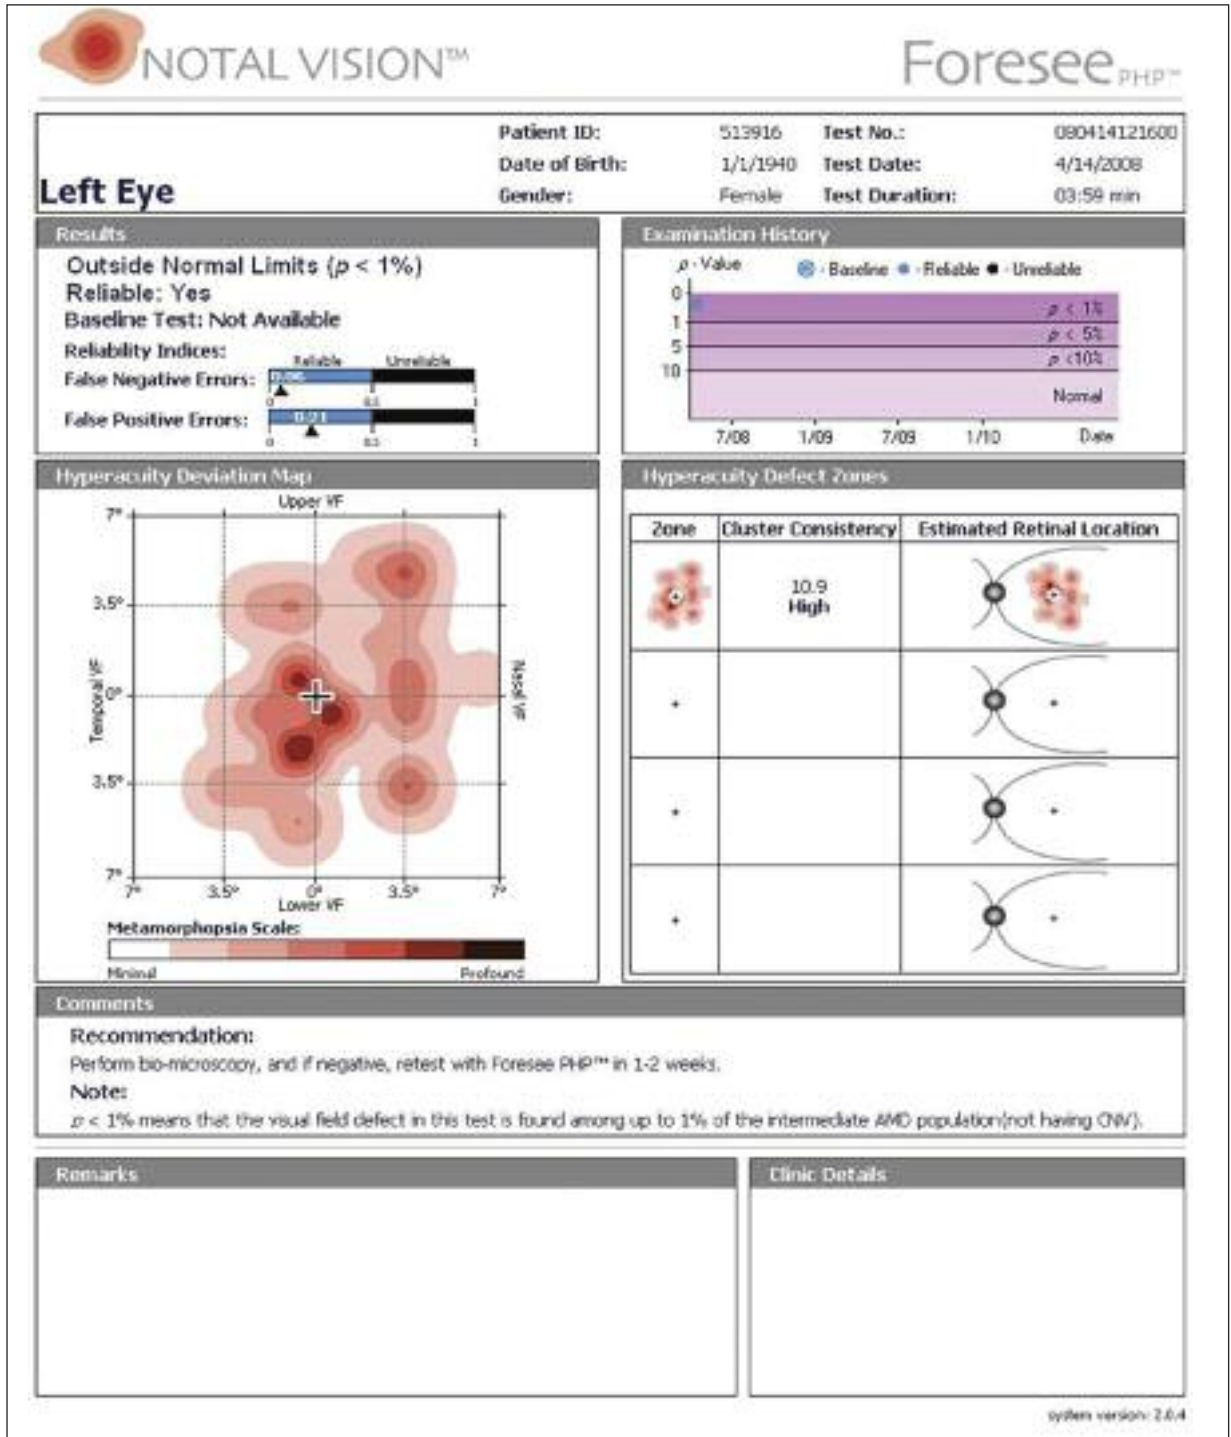 NOTAL VISION™
Foresee PHP™
Left Eye
Patient ID: 513916 Test No.: 080414121600
Date of Birth: 1/1/1940 Test Date: 4/14/2008
Gender: Female Test Duration: 03:59 min
Results
Outside Normal Limits (p < 1%)
Reliable: Yes
Baseline Test: Not Available
Reliability Indices:
Reliable Unreliable
False Negative Errors:
0 0.5 1
False Positive Errors: 0.21
0 0.5 1
Examination History
p - Value - Baseline - Reliable - Unreliable
0
p < 1%
1
p < 5%
5
p <10%
10
Normal
7/08 1/09 7/09 1/10 Date
Hyperacuity Deviation Map
Upper VF
7°
3.5°
Temporal VF 0° Nasal VF
3.5°
7°
7° 3.5° 0° 3.5° 7°
Lower VF
Metamorphopsia Scale:
Minimal Profound
Hyperacuity Defect Zones
Zone Cluster Consistency Estimated Retinal Location
10.9
High
Comments
Recommendation:
Perform bio-microscopy, and if negative, retest with Foresee PHP™ in 1-2 weeks.
Note:
p < 1% means that the visual field defect in this test is found among up to 1% of the intermediate AMD population(not having CNV).
Remarks
Clinic Details
system version: 2.0.4